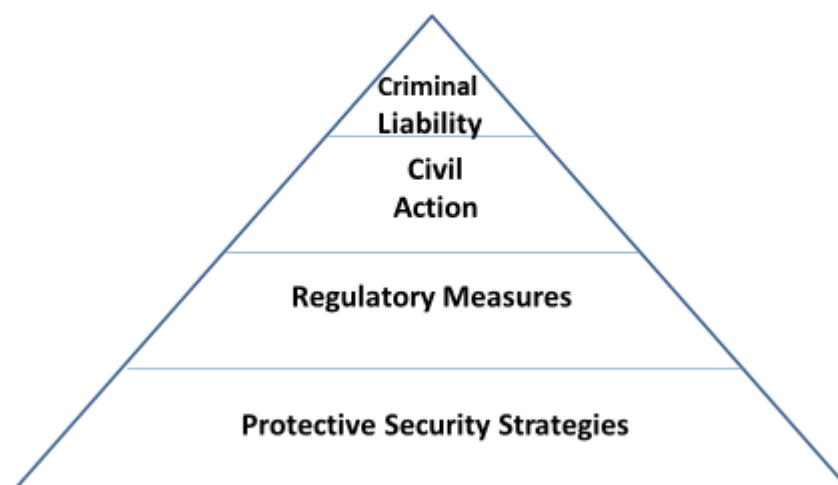 Criminal
Liability
Civil
Action
Regulatory Measures
Protective Security Strategies